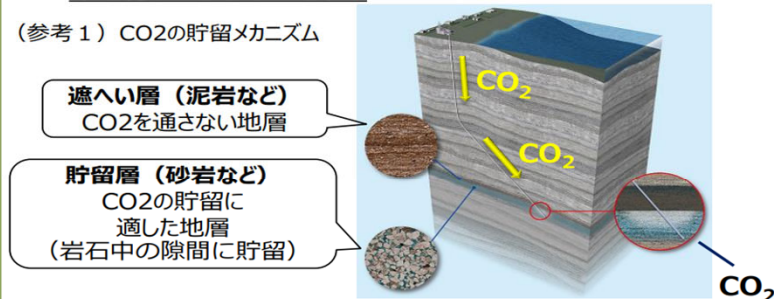 （参考１）CO2の貯留メカニズム
遮へい層（泥岩など）
CO2を通さない地層
貯留層（砂岩など）
CO2の貯留に
適した地層
（岩石中の隙間に貯留）
CO2
CO2
CO2